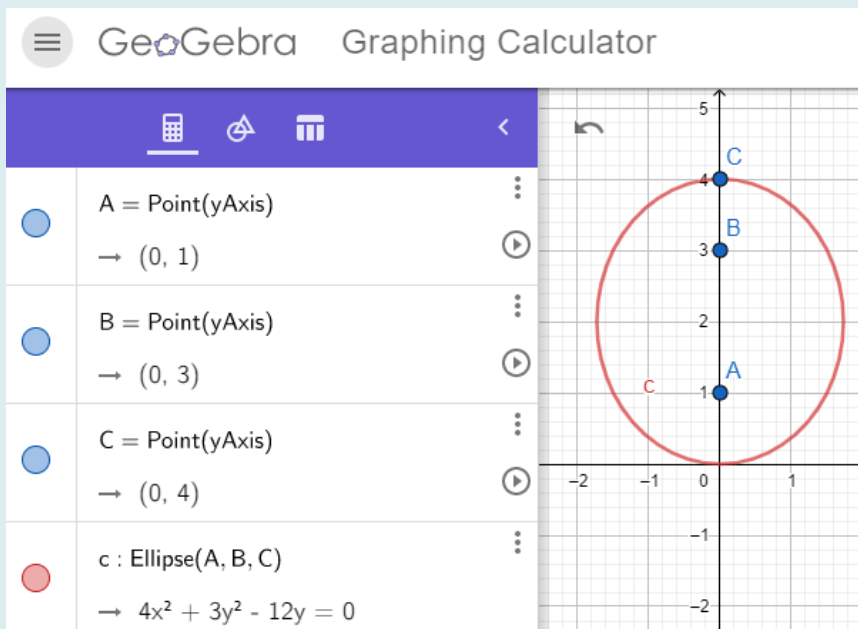 GeoGebra Graphing Calculator
A = Point(yAxis)
→ (0, 1)
B = Point(yAxis)
→ (0, 3)
C = Point(yAxis)
→ (0, 4)
c : Ellipse(A, B, C)
→ 4x² + 3y² - 12y = 0
5
C
4
B
3
2
A
c
1
–2 –1 0 1
–1
–2